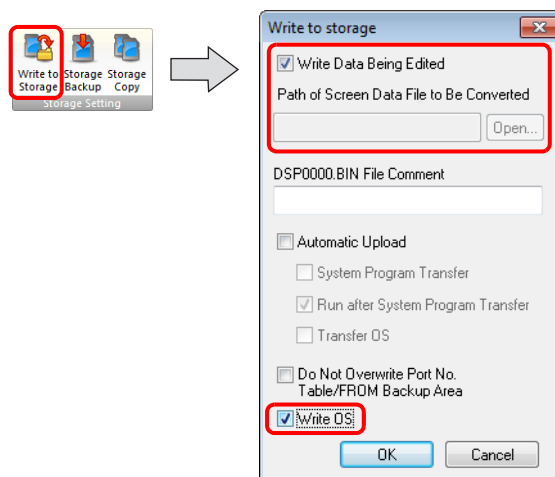 Write to Storage Storage
Storage Backup Copy
Storage Setting
Write to storage
Write Data Being Edited
Path of Screen Data File to Be Converted
Open...
DSP0000.BIN File Comment
Automatic Upload
System Program Transfer
Run after System Program Transfer
Transfer OS
Do Not Overwrite Port No.
Table/FROM Backup Area
Write OS
OK Cancel